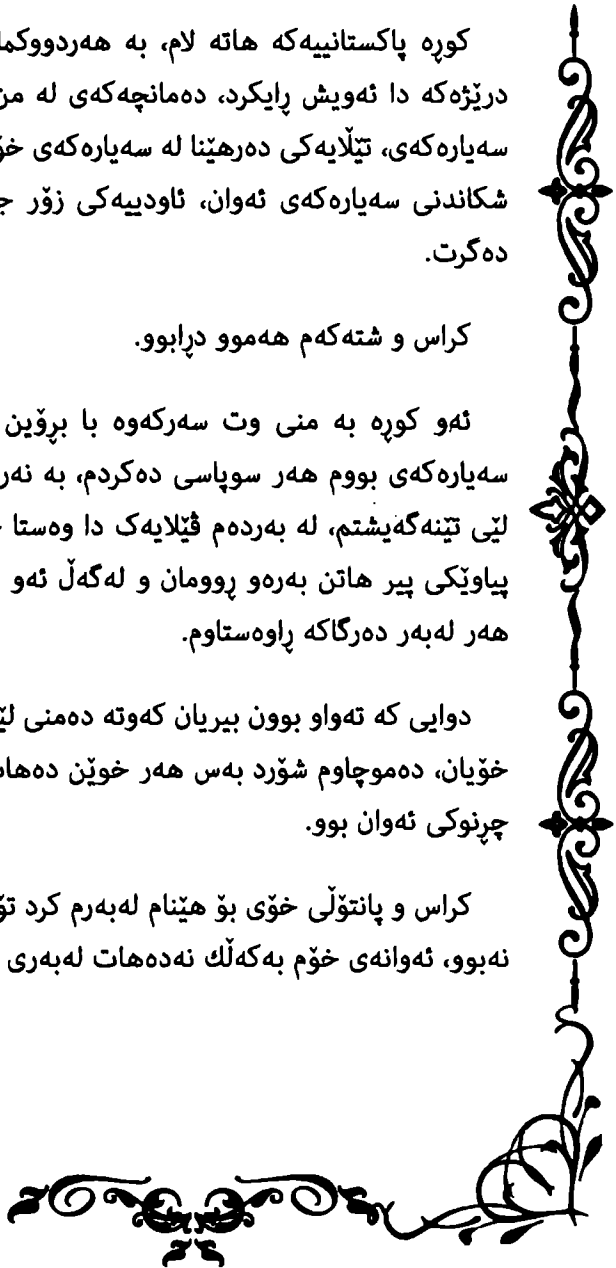 کوڕە پاکستانییەکە هاتە لام، بە هەردووکما
درێژەکە دا ئەویش ڕایکرد، دەمانچەکەی لە من
سەیارەکەی، تێڵایەکی دەرهێنا لە سەیارەکەی خۆ
شکاندنی سەیارەکەی ئەوان، ئاودییەکی زۆر ج
دەگرت.
کراس و شتەکەم هەموو دڕابوو.
ئەو کوڕە بە منی وت سەرکەوە با بڕۆین
سەیارەکەی بووم هەر سوپاسی دەکردم، بە نەر
لێی تێنەگەیشتم، لە بەردەم ڤێلایەک دا وەستا
پیاوێکی پیر هاتن بەرەو ڕوومان و لەگەڵ ئەو
هەر لەبەر دەرگاکە ڕاوەستاوم.
دوایی کە تەواو بوون بیریان کەوتە دەمنی لێ
خۆیان، دەموچاوم شۆرد بەس هەر خوێن دەهات
چڕنوکی ئەوان بوو.
کراس و پانتۆڵی خۆی بۆ هێنام لەبەرم کرد تۆ
نەبوو، ئەوانەی خۆم بەکەڵك نەدەهات لەبەری